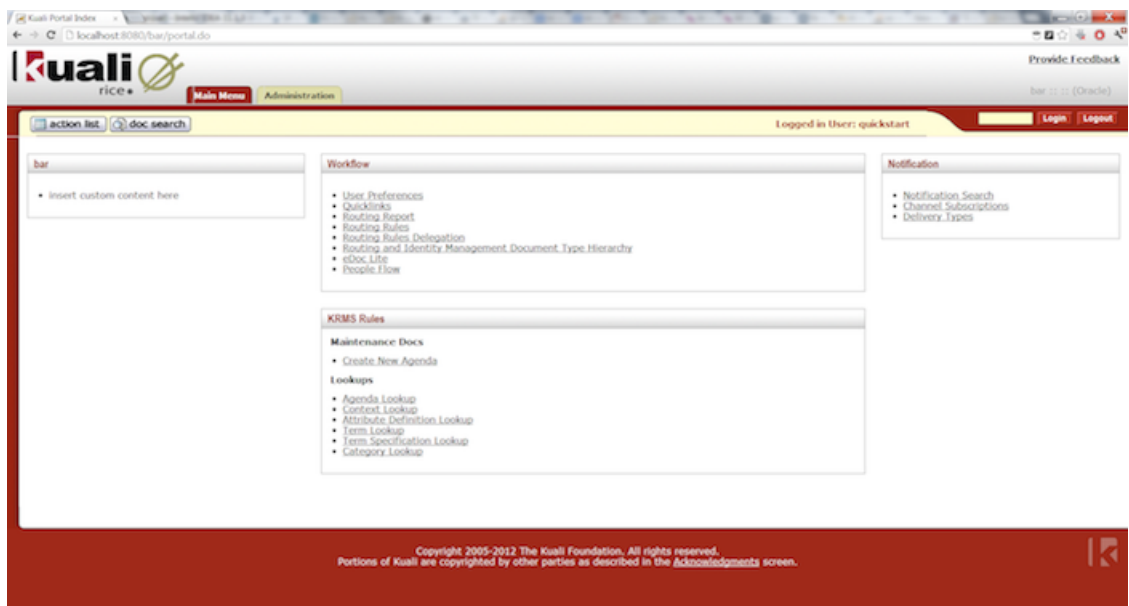 Kuali Portal Index
localhost:8080/bar/portal.do
kuali
rice
Provide Feedback
Main Menu Administration
bar :: :: (Oracle)
action list doc search
Logged in User: quickstart
Login Logout
bar
insert custom content here
Workflow
User Preferences
Quicklinks
Routing Report
Routing Rules
Routing Rules Delegation
Routing and Identity Management Document Type Hierarchy
eDoc Lite
People Flow
KRMS Rules
Maintenance Docs
Create New Agenda
Lookups
Agenda Lookup
Context Lookup
Attribute Definition Lookup
Term Lookup
Term Specification Lookup
Category Lookup
Notification
Notification Search
Channel Subscriptions
Delivery Types
Copyright 2005-2012 The Kuali Foundation. All rights reserved.
Portions of Kuali are copyrighted by other parties as described in the Acknowledgments screen.